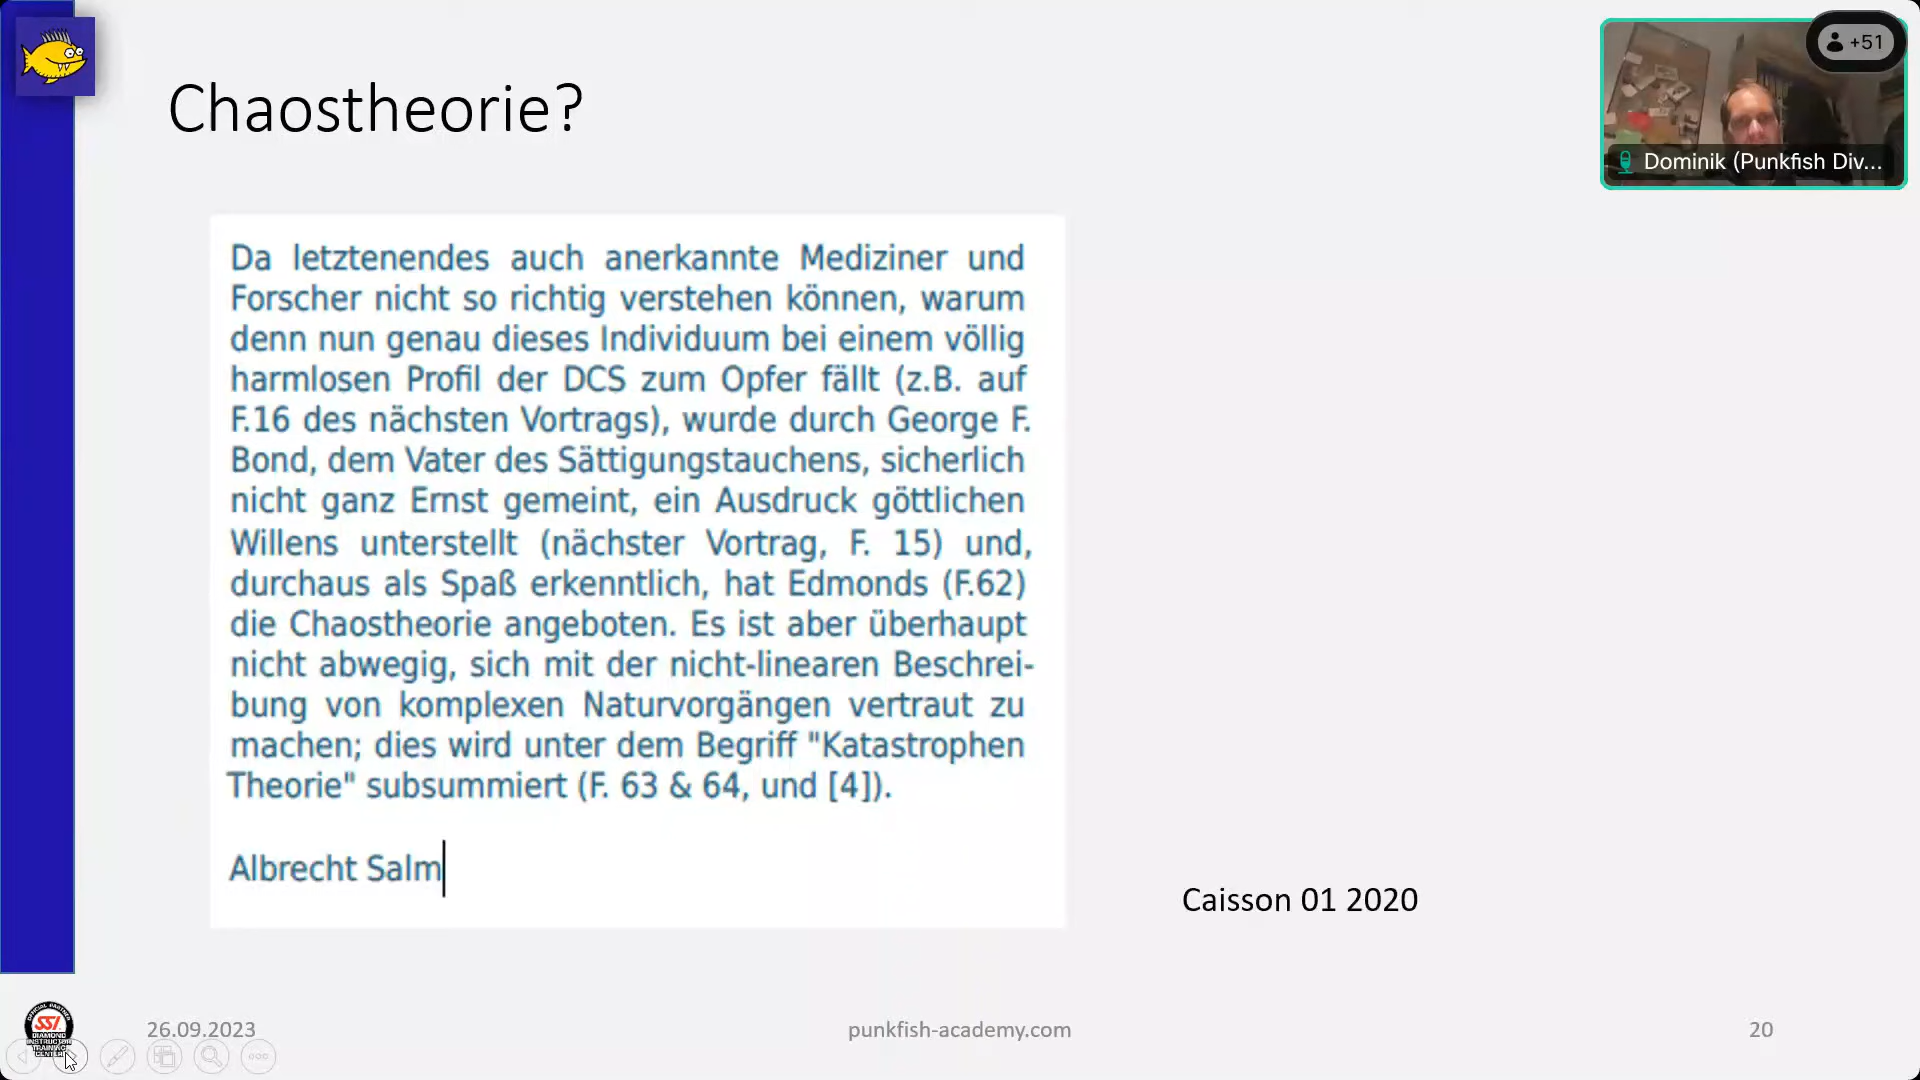 Chaostheorie?
+51
Dominik (Punkfish Div...
Da letztenendes auch anerkannte Mediziner und
Forscher nicht so richtig verstehen können, warum
denn nun genau dieses Individuum bei einem völlig
harmlosen Profil der DCS zum Opfer fällt (z.B. auf
F.16 des nächsten Vortrags), wurde durch George F.
Bond, dem Vater des Sättigungstauchens, sicherlich
nicht ganz Ernst gemeint, ein Ausdruck göttlichen
Willens unterstellt (nächster Vortrag, F. 15) und,
durchaus als Spaß erkenntlich, hat Edmonds (F.62)
die Chaostheorie angeboten. Es ist aber überhaupt
nicht abwegig, sich mit der nicht-linearen Beschrei-
bung von komplexen Naturvorgängen vertraut zu
machen; dies wird unter dem Begriff "Katastrophen
Theorie" subsummiert (F. 63 & 64, und [4]).
Albrecht Salm
Caisson 01 2020
SSI
DIAMOND
INSTRUCTOR
TRAINING
CENTER
26.09.2023
punkfish-academy.com
20